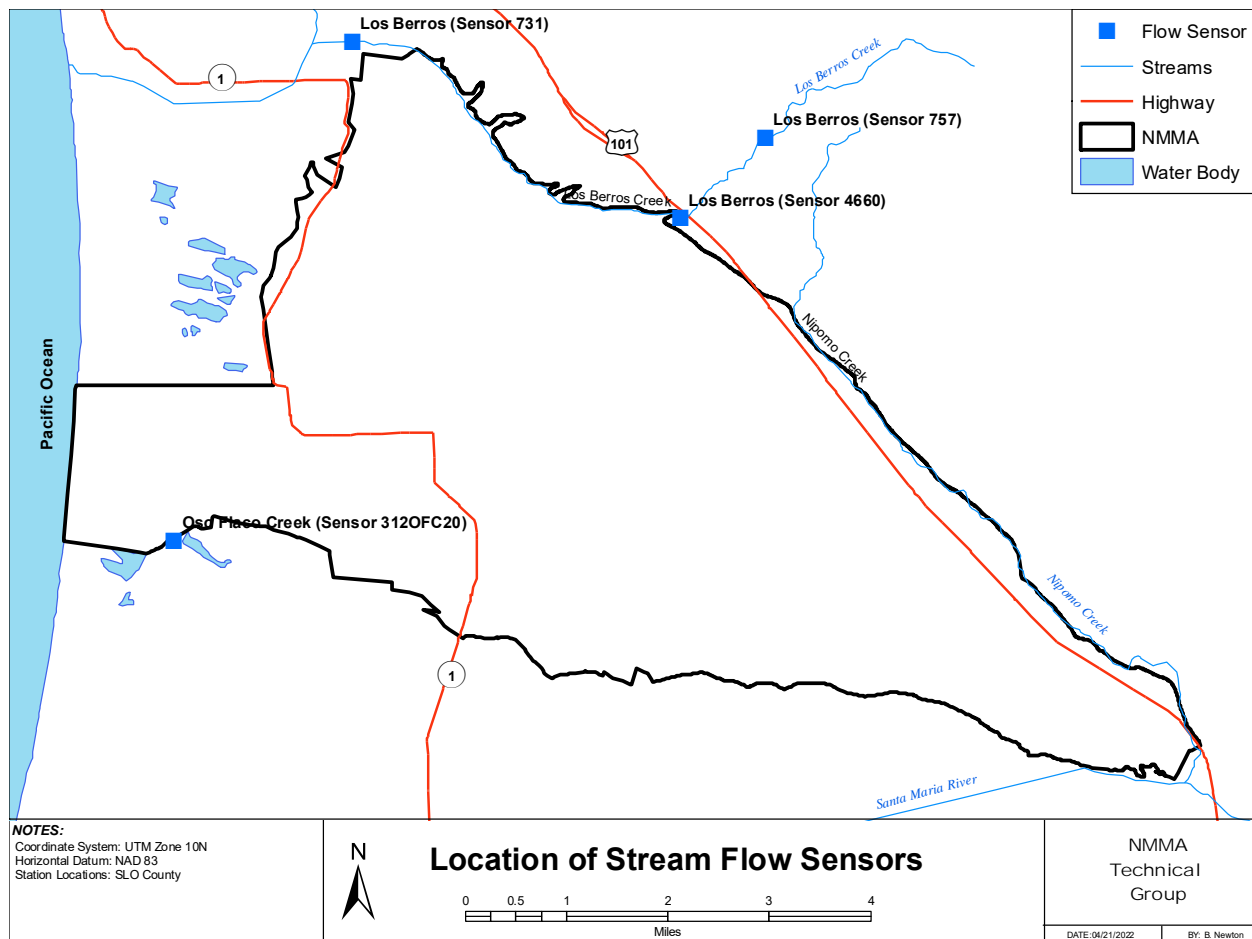 Los Berros (Sensor 731)
1
Los Berros Creek
Los Berros (Sensor 757)
101
Los Berros Creek
Los Berros (Sensor 4660)
Nipomo Creek
Pacific Ocean
Oso Flaco Creek (Sensor 312OFC20)
Nipomo Creek
1
Santa Maria River
Flow Sensor
Streams
Highway
NMMA
Water Body
NOTES:
Coordinate System: UTM Zone 10N
Horizontal Datum: NAD 83
Station Locations: SLO County
N
Location of Stream Flow Sensors
0 0.5 1 2 3 4
Miles
NMMA
Technical
Group
DATE:04/21/2022 BY: B. Newton